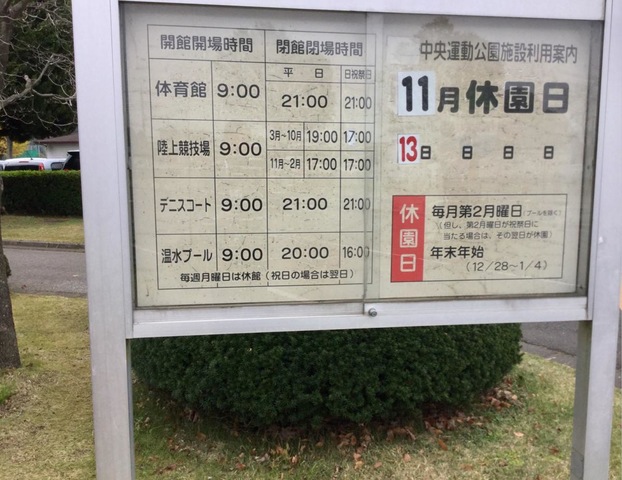 開館開場時間 閉館閉場時間
平日 日祝祭日
体育館 9:00 21:00 21:00
陸上競技場 9:00 3月~10月 19:00 17:00
11月~2月 17:00 17:00
テニスコート 9:00 21:00 21:00
温水プール 9:00 20:00 16:00
毎週月曜日は休館(祝日の場合は翌日)
中央運動公園施設利用案内
11月休園日
13日 日 日 日
休園日
毎月第2月曜日(プールを除く)
(但し、第2月曜日が祝祭日に
当たる場合は、その翌日が休園)
年末年始
(12/28~1/4)